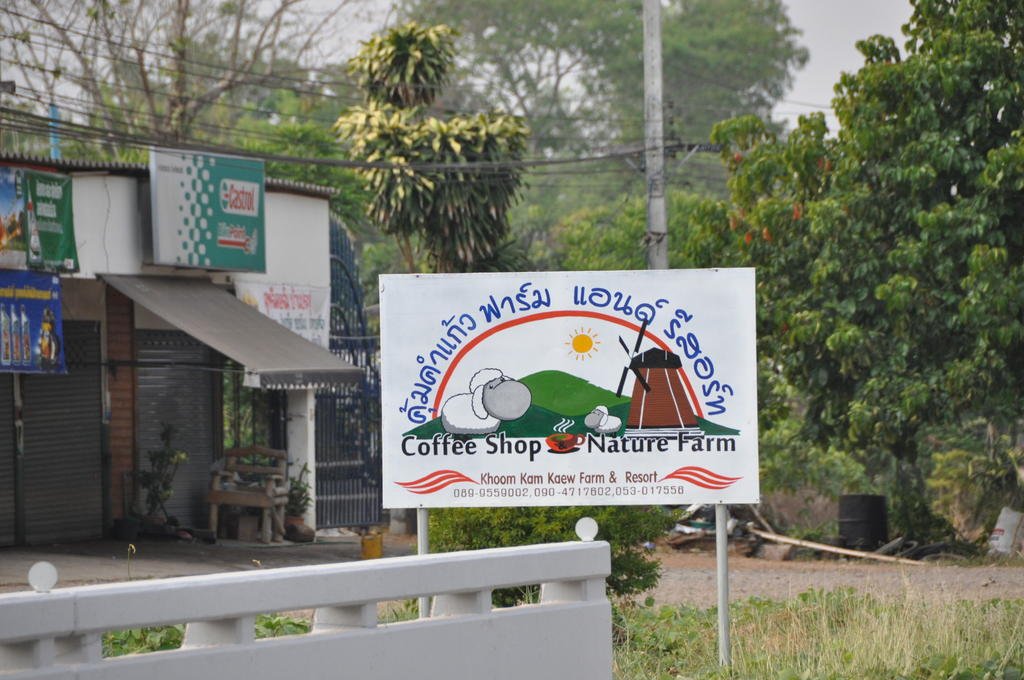 Castrol
คุ้มคำแก้ว ฟาร์ม แอนด์ รีสอร์ท
Coffee Shop Nature Farm
Khoom Kam Kaew Farm & Resort
089-9559002, 090-4717602, 053-017556